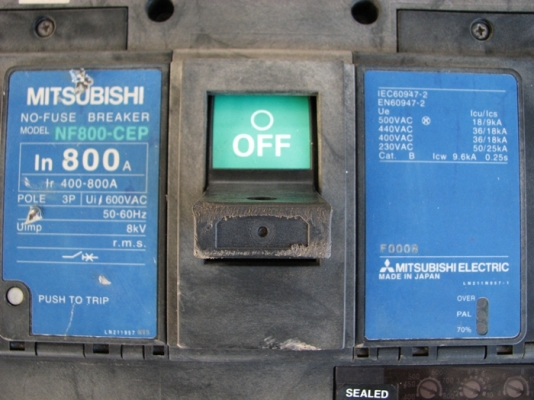 MITSUBISHI
NO-FUSE BREAKER
MODEL NF800-CEP
In 800A
Ir 400-800A
POLE 3P Ui 600VAC
50-60Hz
Uimp 8kV
r.m.s.
PUSH TO TRIP
OFF
IEC60947-2
EN60947-2
Ue Icu/Ics
500VAC 18/9kA
440VAC 36/18kA
400VAC 36/18kA
230VAC 50/25kA
Cat. B Icw 9.6kA 0.25s
MITSUBISHI ELECTRIC
MADE IN JAPAN
OVER
PAL
70%
SEALED